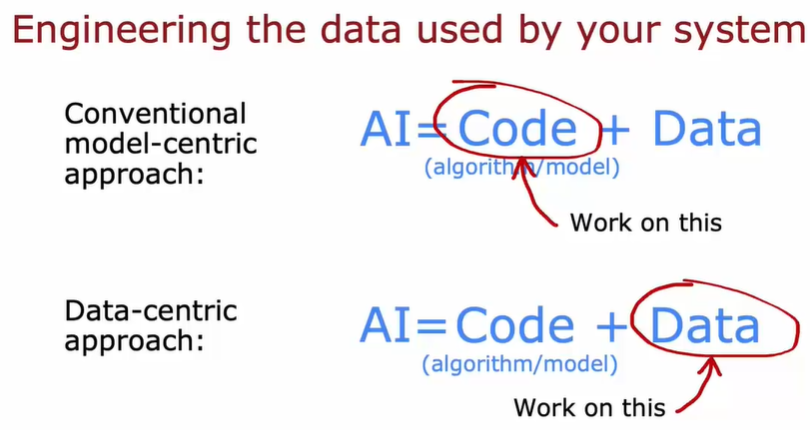 Engineering the data used by your system
Conventional
model-centric
approach:
AI=Code + Data
(algorithm/model)
Work on this
Data-centric
approach:
AI=Code + Data
(algorithm/model)
Work on this